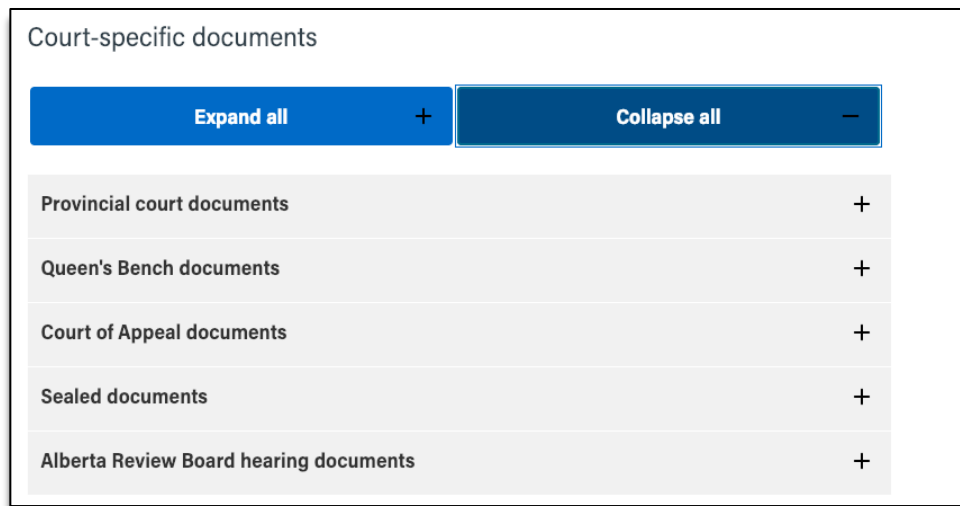 Court-specific documents
Expand all +
Collapse all −
Provincial court documents +
Queen's Bench documents +
Court of Appeal documents +
Sealed documents +
Alberta Review Board hearing documents +